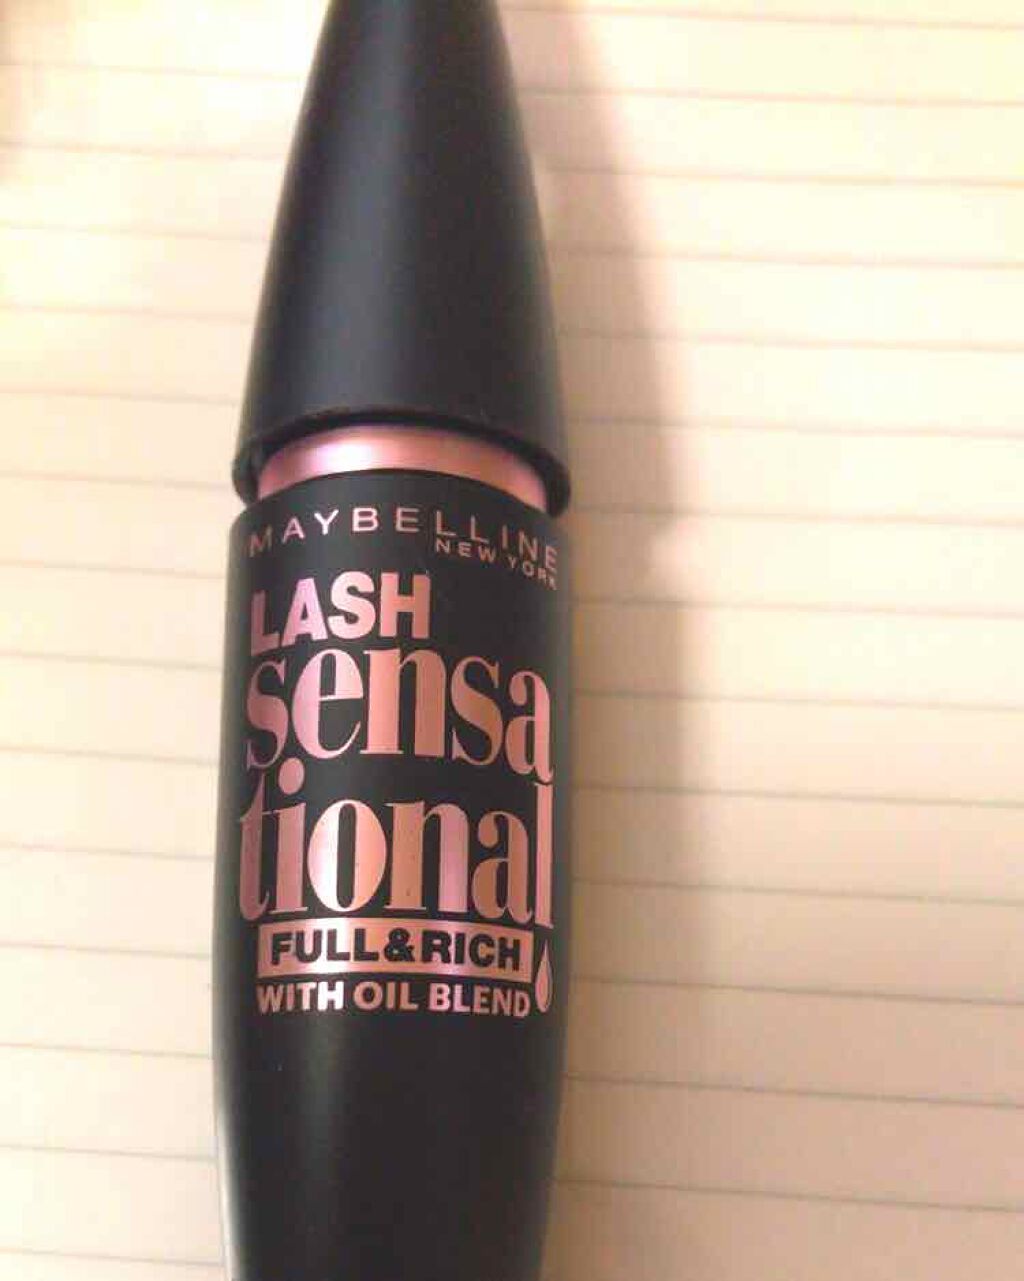 MAYBELLINE
NEW YORK
LASH
sensa
tional
FULL&RICH
WITH OIL BLEND